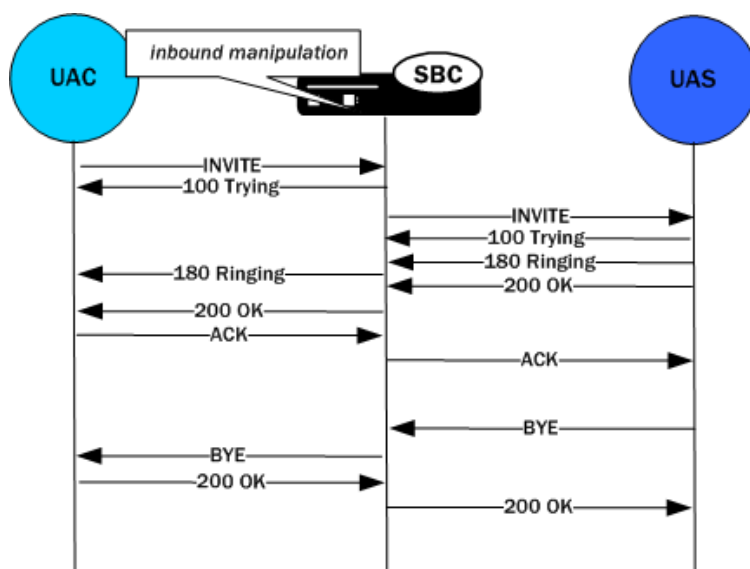 inbound manipulation
UAC
SBC
UAS
INVITE
100 Trying
INVITE
100 Trying
180 Ringing
180 Ringing
200 OK
200 OK
ACK
ACK
BYE
BYE
200 OK
200 OK